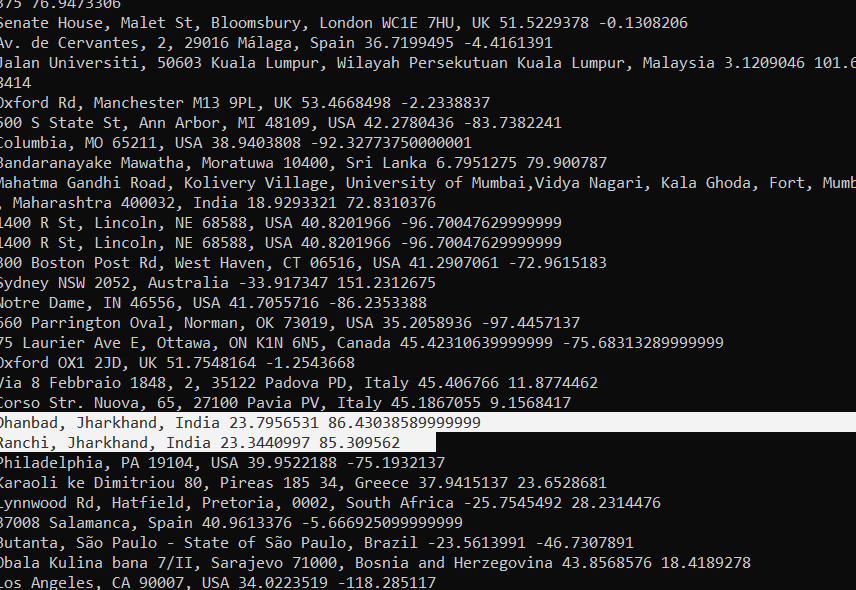 375 76.9473306
Senate House, Malet St, Bloomsbury, London WC1E 7HU, UK 51.5229378 -0.1308206
Av. de Cervantes, 2, 29016 Málaga, Spain 36.7199495 -4.4161391
Jalan Universiti, 50603 Kuala Lumpur, Wilayah Persekutuan Kuala Lumpur, Malaysia 3.1209046 101.6
8414
Oxford Rd, Manchester M13 9PL, UK 53.4668498 -2.2338837
500 S State St, Ann Arbor, MI 48109, USA 42.2780436 -83.7382241
Columbia, MO 65211, USA 38.9403808 -92.32773750000001
Bandaranayake Mawatha, Moratuwa 10400, Sri Lanka 6.7951275 79.900787
Mahatma Gandhi Road, Kolivery Village, University of Mumbai,Vidya Nagari, Kala Ghoda, Fort, Mumb
, Maharashtra 400032, India 18.9293321 72.8310376
1400 R St, Lincoln, NE 68588, USA 40.8201966 -96.70047629999999
1400 R St, Lincoln, NE 68588, USA 40.8201966 -96.70047629999999
300 Boston Post Rd, West Haven, CT 06516, USA 41.2907061 -72.9615183
Sydney NSW 2052, Australia -33.917347 151.2312675
Notre Dame, IN 46556, USA 41.7055716 -86.2353388
660 Parrington Oval, Norman, OK 73019, USA 35.2058936 -97.4457137
75 Laurier Ave E, Ottawa, ON K1N 6N5, Canada 45.42310639999999 -75.68313289999999
Oxford OX1 2JD, UK 51.7548164 -1.2543668
Via 8 Febbraio 1848, 2, 35122 Padova PD, Italy 45.406766 11.8774462
Corso Str. Nuova, 65, 27100 Pavia PV, Italy 45.1867055 9.1568417
Dhanbad, Jharkhand, India 23.7956531 86.43038589999999
Ranchi, Jharkhand, India 23.3440997 85.309562
Philadelphia, PA 19104, USA 39.9522188 -75.1932137
Karaoli ke Dimitriou 80, Pireas 185 34, Greece 37.9415137 23.6528681
Lynnwood Rd, Hatfield, Pretoria, 0002, South Africa -25.7545492 28.2314476
37008 Salamanca, Spain 40.9613376 -5.666925099999999
Butanta, São Paulo - State of São Paulo, Brazil -23.5613991 -46.7307891
Obala Kulina bana 7/II, Sarajevo 71000, Bosnia and Herzegovina 43.8568576 18.4189278
Los Angeles, CA 90007, USA 34.0223519 -118.285117